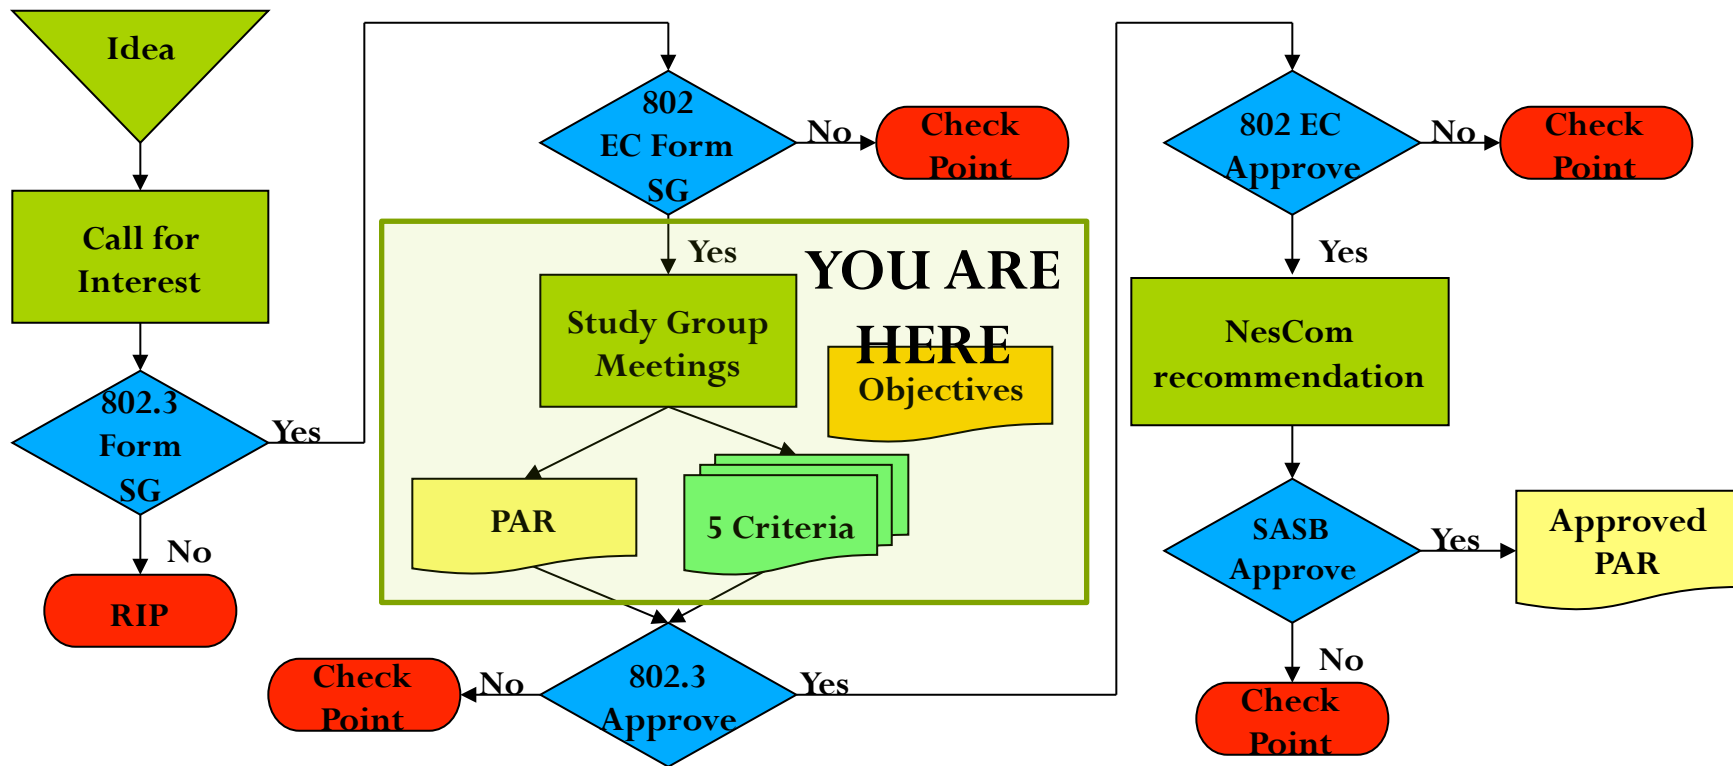 Idea
Call for
Interest
802.3
Form
SG
Yes
No
RIP
802
EC Form
SG
No
Check
Point
Yes
YOU ARE
HERE
Study Group
Meetings
Objectives
PAR
5 Criteria
802.3
Approve
No
Check
Point
Yes
802 EC
Approve
No
Check
Point
Yes
NesCom
recommendation
SASB
Approve
Yes
Approved
PAR
No
Check
Point